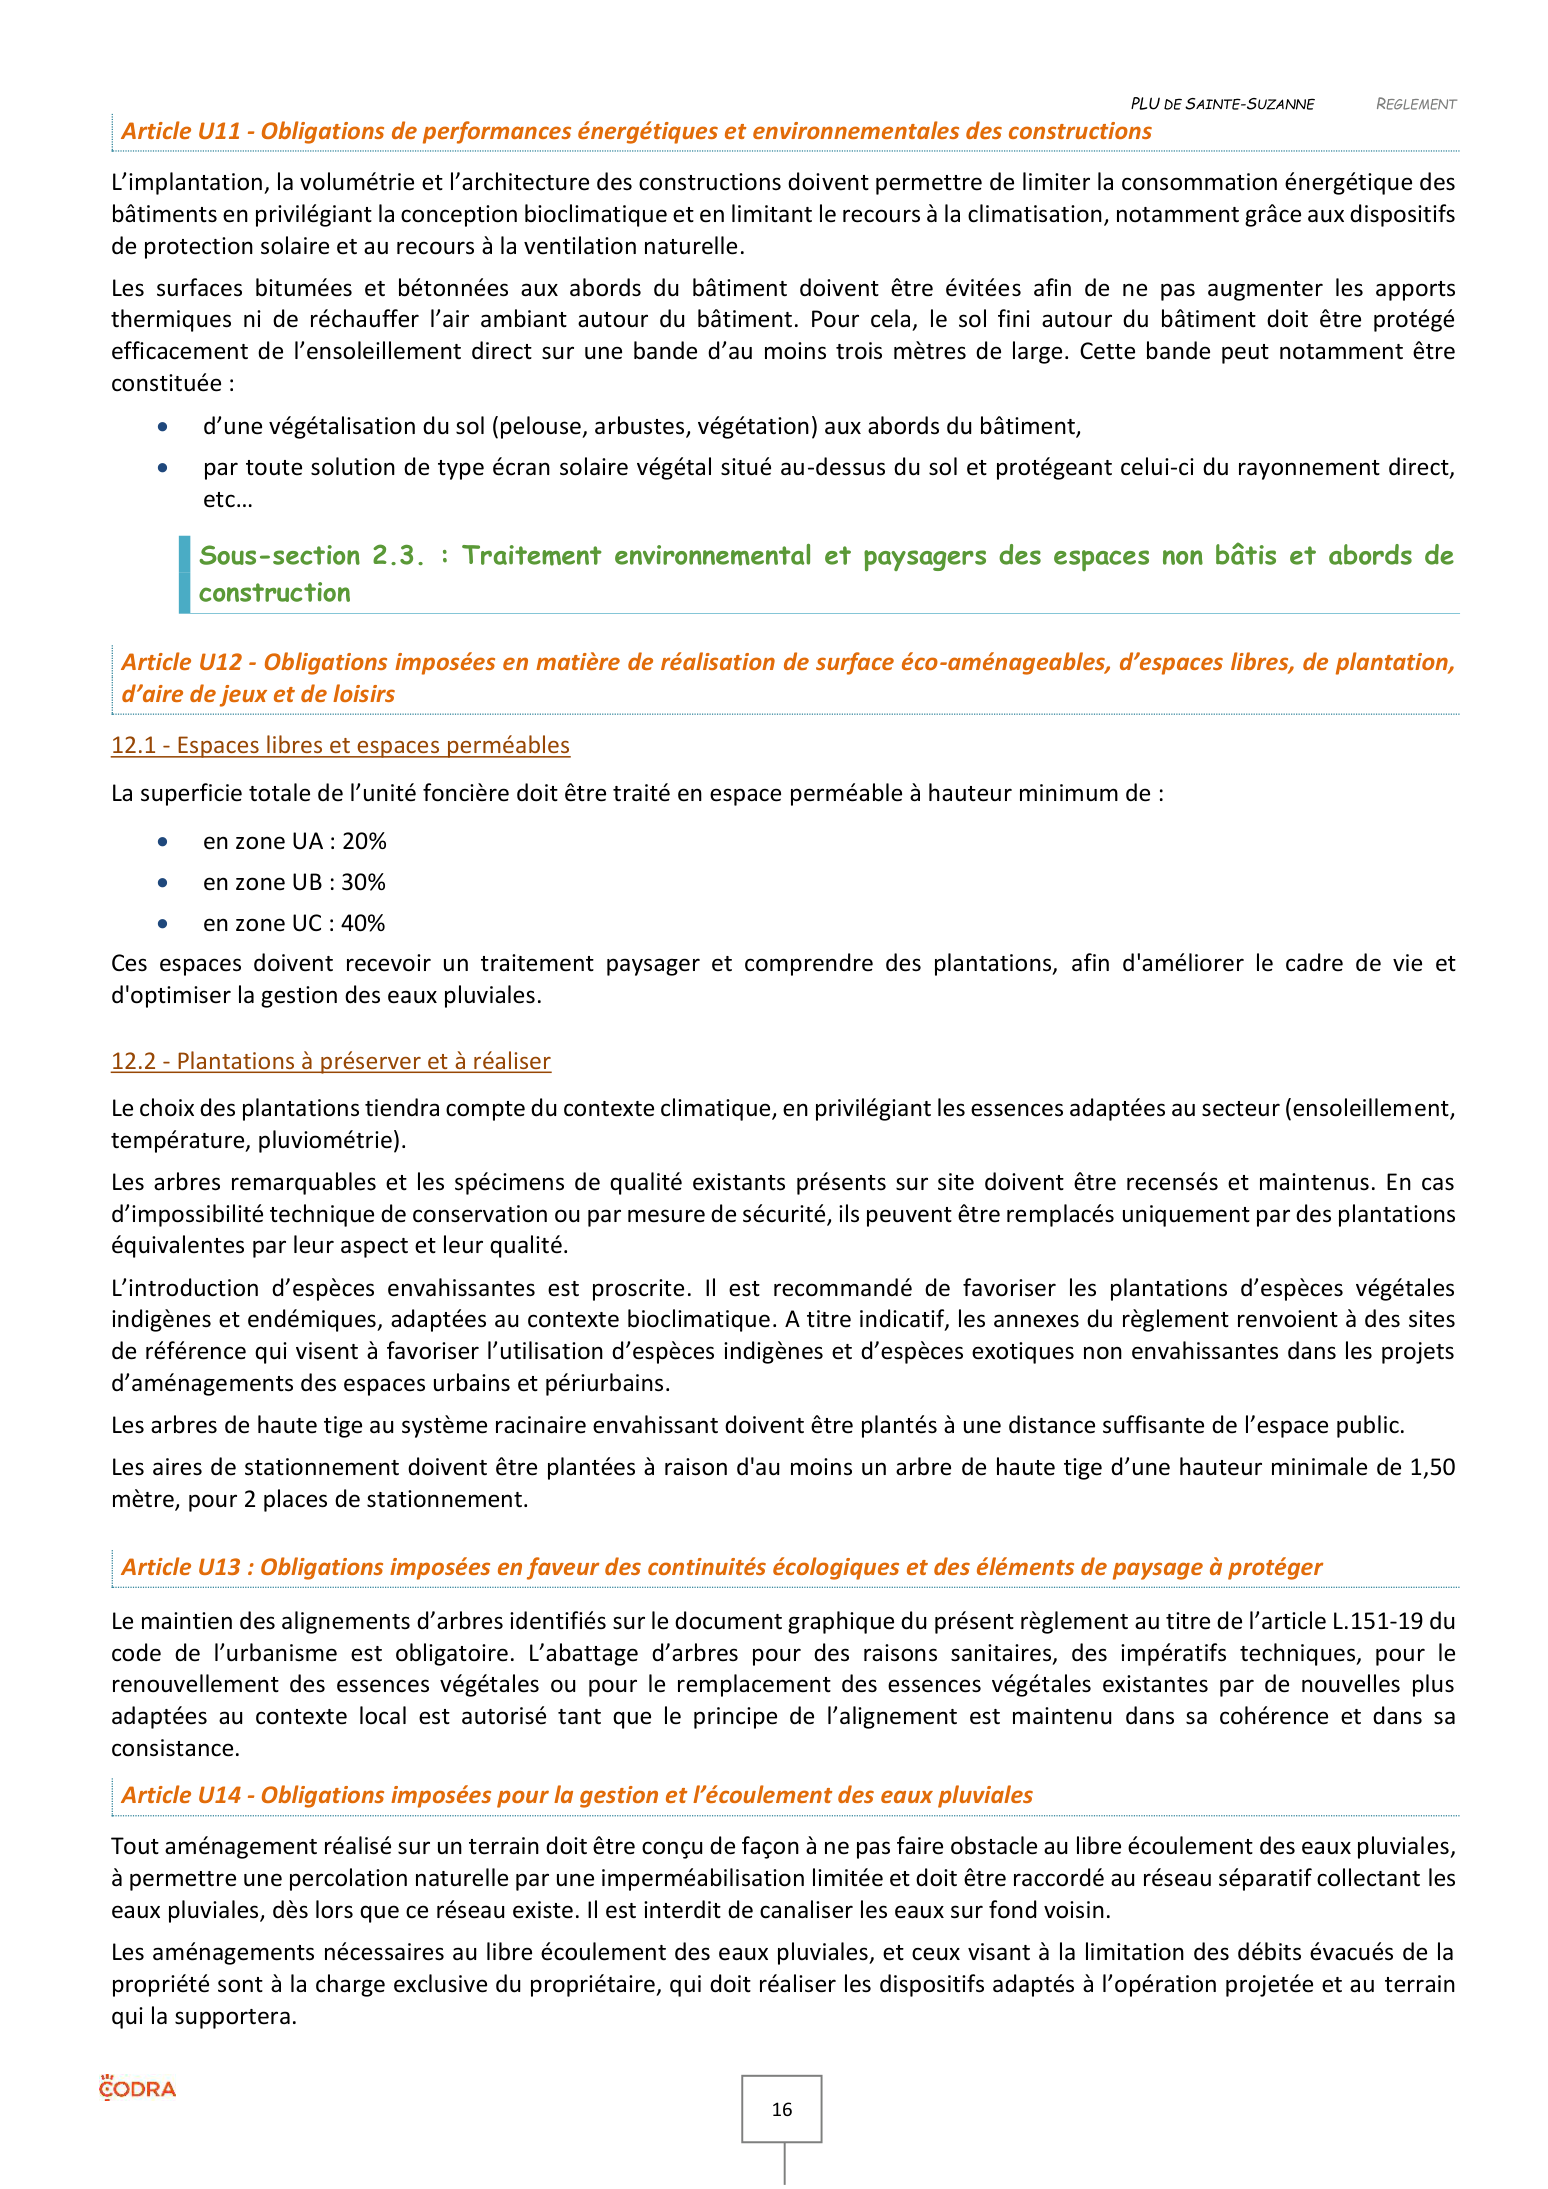 PLU DE SAINTE-SUZANNE REGLEMENT
Article U11 - Obligations de performances énergétiques et environnementales des constructions
L’implantation, la volumétrie et l’architecture des constructions doivent permettre de limiter la consommation énergétique des
bâtiments en privilégiant la conception bioclimatique et en limitant le recours à la climatisation, notamment grâce aux dispositifs
de protection solaire et au recours à la ventilation naturelle.
Les surfaces bitumées et bétonnées aux abords du bâtiment doivent être évitées afin de ne pas augmenter les apports
thermiques ni de réchauffer l’air ambiant autour du bâtiment. Pour cela, le sol fini autour du bâtiment doit être protégé
efficacement de l’ensoleillement direct sur une bande d’au moins trois mètres de large. Cette bande peut notamment être
constituée :
• d’une végétalisation du sol (pelouse, arbustes, végétation) aux abords du bâtiment,
• par toute solution de type écran solaire végétal situé au-dessus du sol et protégeant celui-ci du rayonnement direct,
etc…
Sous-section 2.3. : Traitement environnemental et paysagers des espaces non bâtis et abords de
construction
Article U12 - Obligations imposées en matière de réalisation de surface éco-aménageables, d’espaces libres, de plantation,
d’aire de jeux et de loisirs
12.1 - Espaces libres et espaces perméables
La superficie totale de l’unité foncière doit être traité en espace perméable à hauteur minimum de :
• en zone UA : 20%
• en zone UB : 30%
• en zone UC : 40%
Ces espaces doivent recevoir un traitement paysager et comprendre des plantations, afin d'améliorer le cadre de vie et
d'optimiser la gestion des eaux pluviales.
12.2 - Plantations à préserver et à réaliser
Le choix des plantations tiendra compte du contexte climatique, en privilégiant les essences adaptées au secteur (ensoleillement,
température, pluviométrie).
Les arbres remarquables et les spécimens de qualité existants présents sur site doivent être recensés et maintenus. En cas
d’impossibilité technique de conservation ou par mesure de sécurité, ils peuvent être remplacés uniquement par des plantations
équivalentes par leur aspect et leur qualité.
L’introduction d’espèces envahissantes est proscrite. Il est recommandé de favoriser les plantations d’espèces végétales
indigènes et endémiques, adaptées au contexte bioclimatique. A titre indicatif, les annexes du règlement renvoient à des sites
de référence qui visent à favoriser l’utilisation d’espèces indigènes et d’espèces exotiques non envahissantes dans les projets
d’aménagements des espaces urbains et périurbains.
Les arbres de haute tige au système racinaire envahissant doivent être plantés à une distance suffisante de l’espace public.
Les aires de stationnement doivent être plantées à raison d'au moins un arbre de haute tige d’une hauteur minimale de 1,50
mètre, pour 2 places de stationnement.
Article U13 : Obligations imposées en faveur des continuités écologiques et des éléments de paysage à protéger
Le maintien des alignements d’arbres identifiés sur le document graphique du présent règlement au titre de l’article L.151-19 du
code de l’urbanisme est obligatoire. L’abattage d’arbres pour des raisons sanitaires, des impératifs techniques, pour le
renouvellement des essences végétales ou pour le remplacement des essences végétales existantes par de nouvelles plus
adaptées au contexte local est autorisé tant que le principe de l’alignement est maintenu dans sa cohérence et dans sa
consistance.
Article U14 - Obligations imposées pour la gestion et l’écoulement des eaux pluviales
Tout aménagement réalisé sur un terrain doit être conçu de façon à ne pas faire obstacle au libre écoulement des eaux pluviales,
à permettre une percolation naturelle par une imperméabilisation limitée et doit être raccordé au réseau séparatif collectant les
eaux pluviales, dès lors que ce réseau existe. Il est interdit de canaliser les eaux sur fond voisin.
Les aménagements nécessaires au libre écoulement des eaux pluviales, et ceux visant à la limitation des débits évacués de la
propriété sont à la charge exclusive du propriétaire, qui doit réaliser les dispositifs adaptés à l’opération projetée et au terrain
qui la supportera.
CODRA
16